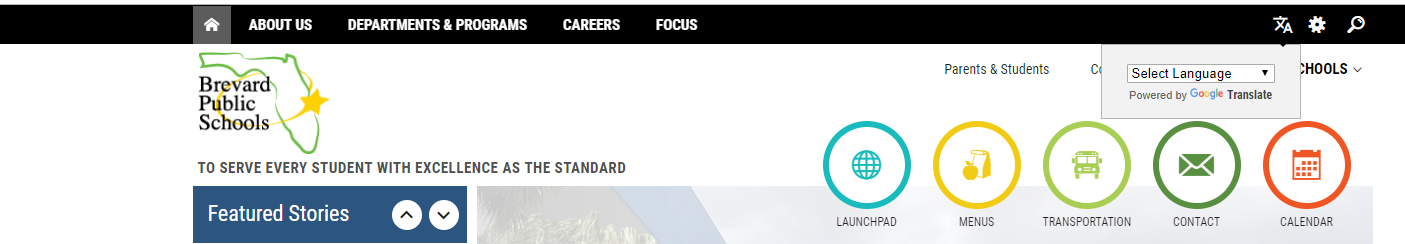 ABOUT US DEPARTMENTS & PROGRAMS CAREERS FOCUS
Brevard
Public
Schools
Parents & Students
Select Language
Powered by Google Translate
TO SERVE EVERY STUDENT WITH EXCELLENCE AS THE STANDARD
Featured Stories
LAUNCHPAD MENUS TRANSPORTATION CONTACT CALENDAR